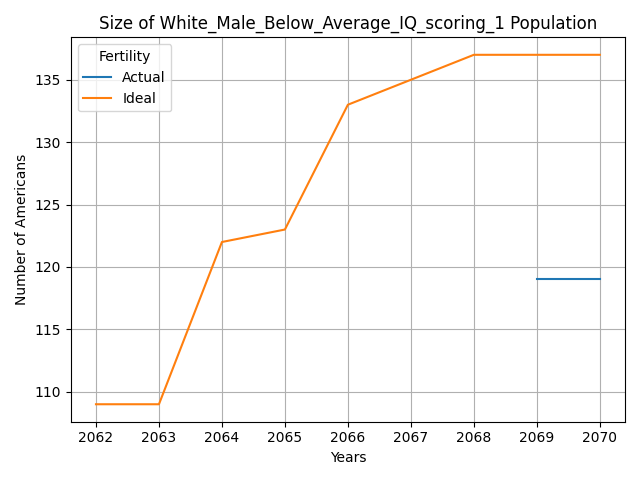 Size of White_Male_Below_Average_IQ_scoring_1 Population
Fertility
Actual
Ideal
Number of Americans
135
130
125
120
115
110
2062 2063 2064 2065 2066 2067 2068 2069 2070
Years